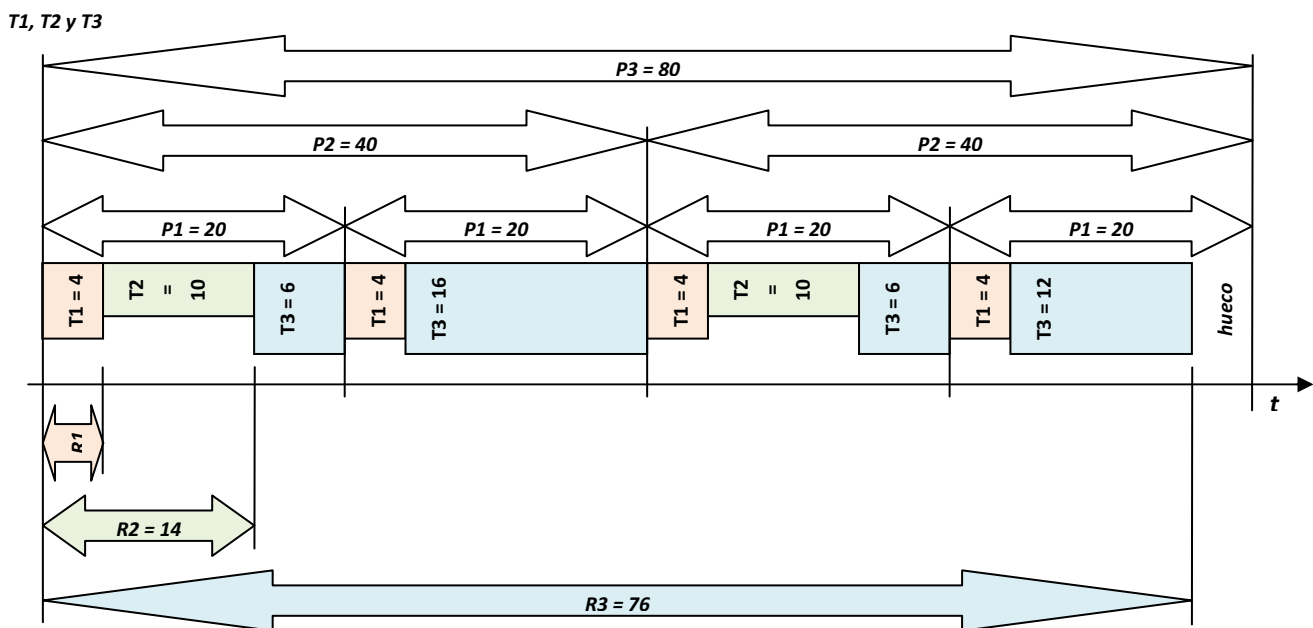 T1, T2 y T3
P3 = 80
P2 = 40
P2 = 40
P1 = 20
P1 = 20
P1 = 20
P1 = 20
T1 = 4
T2 = 10
T3 = 6
T1 = 4
T3 = 16
T1 = 4
T2 = 10
T3 = 6
T1 = 4
T3 = 12
hueco
t
R1
R2 = 14
R3 = 76